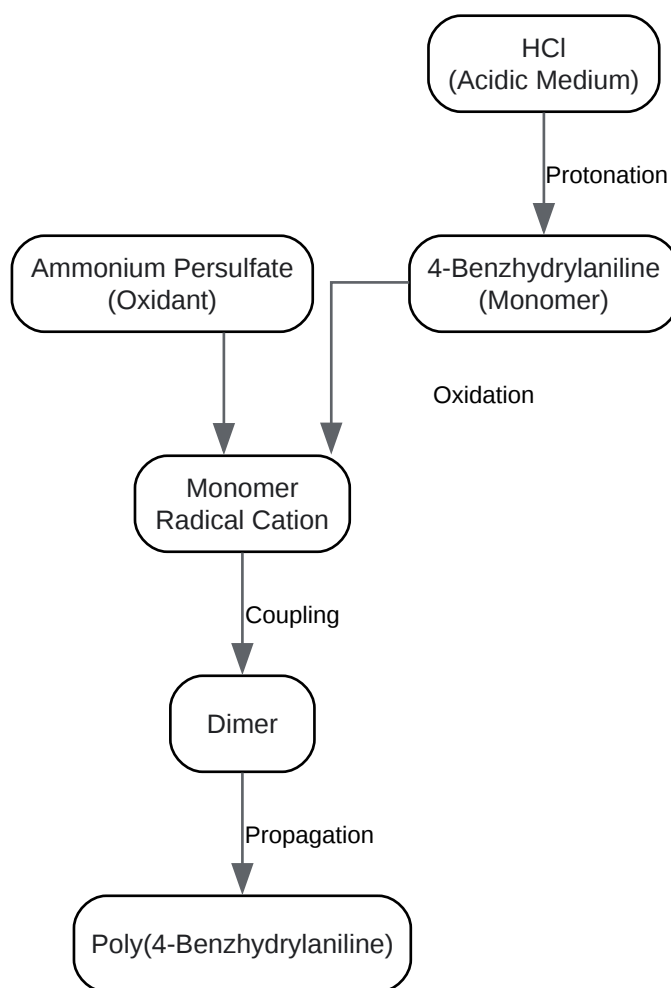 HCl
(Acidic Medium)
Protonation
Ammonium Persulfate
(Oxidant)
4-Benzhydrylaniline
(Monomer)
Oxidation
Monomer
Radical Cation
Coupling
Dimer
Propagation
Poly(4-Benzhydrylaniline)